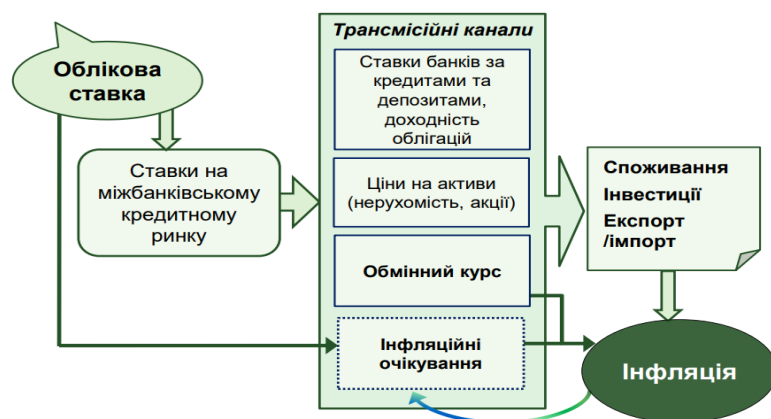 Облікова
ставка
Ставки на
міжбанківському
кредитному
ринку
Трансмісійні канали
Ставки банків за
кредитами та
депозитами,
доходність
облігацій
Ціни на активи
(нерухомість, акції)
Обмінний курс
Інфляційні
очікування
Споживання
Інвестиції
Експорт
/імпорт
Інфляція